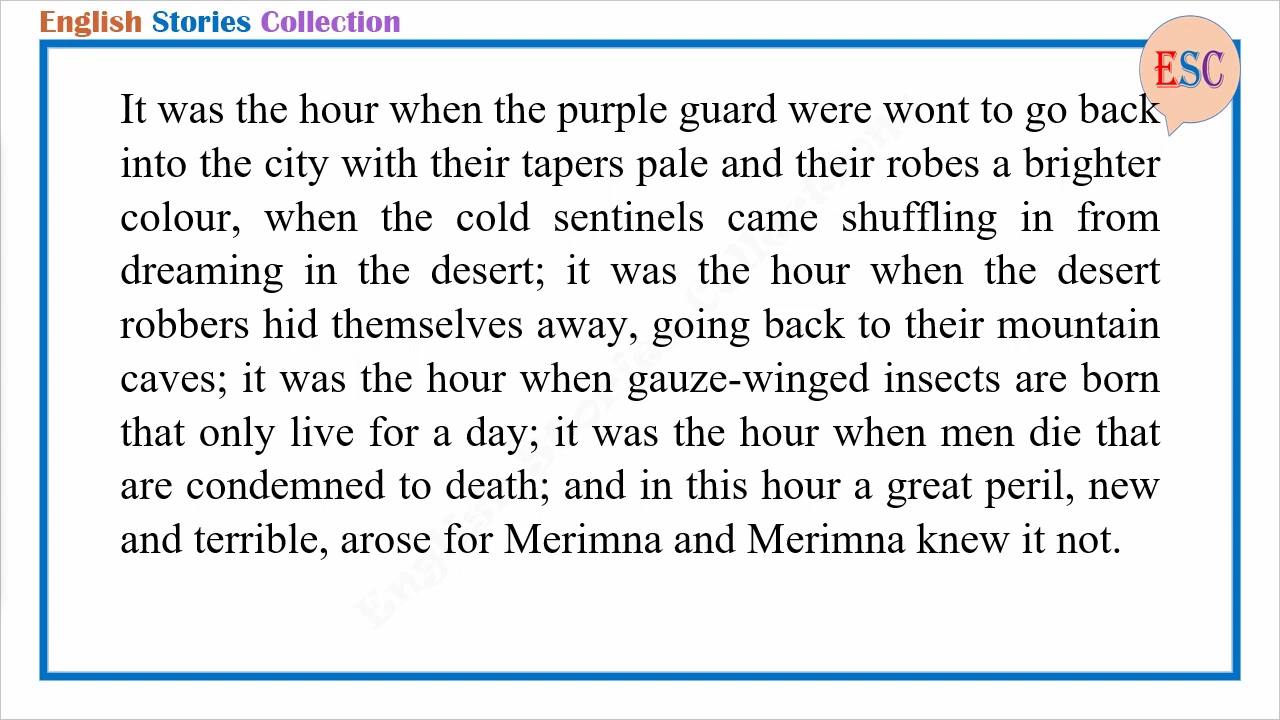 English Stories Collection
ESC
It was the hour when the purple guard were wont to go back
into the city with their tapers pale and their robes a brighter
colour, when the cold sentinels came shuffling in from
dreaming in the desert; it was the hour when the desert
robbers hid themselves away, going back to their mountain
caves; it was the hour when gauze-winged insects are born
that only live for a day; it was the hour when men die that
are condemned to death; and in this hour a great peril, new
and terrible, arose for Merimna and Merimna knew it not.
English Stories Collection